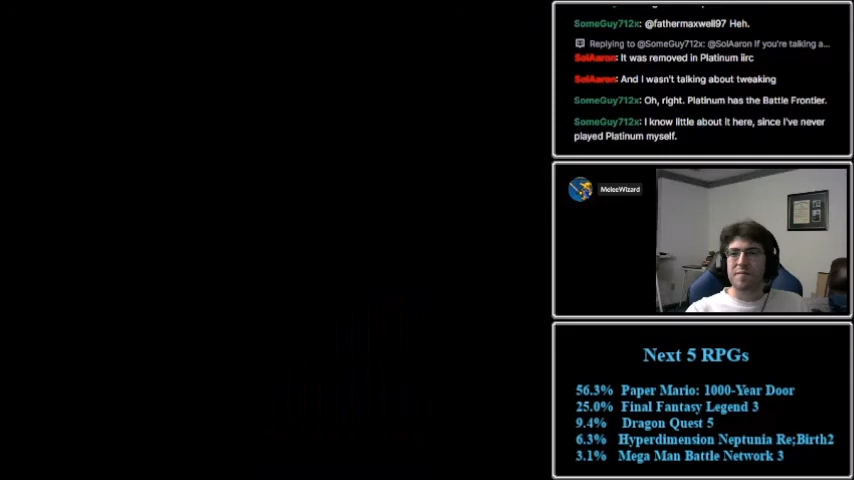 SomeGuy712x: @fathermaxwell97 Heh.
Replying to @SomeGuy712x: @SolAaron If you're talking a...
SolAaron: It was removed in Platinum iirc
SolAaron: And I wasn't talking about tweaking
SomeGuy712x: Oh, right. Platinum has the Battle Frontier.
SomeGuy712x: I know little about it here, since I've never
played Platinum myself.
MeleeWizard
Next 5 RPGs
56.3% Paper Mario: 1000-Year Door
25.0% Final Fantasy Legend 3
9.4% Dragon Quest 5
6.3% Hyperdimension Neptunia Re;Birth2
3.1% Mega Man Battle Network 3